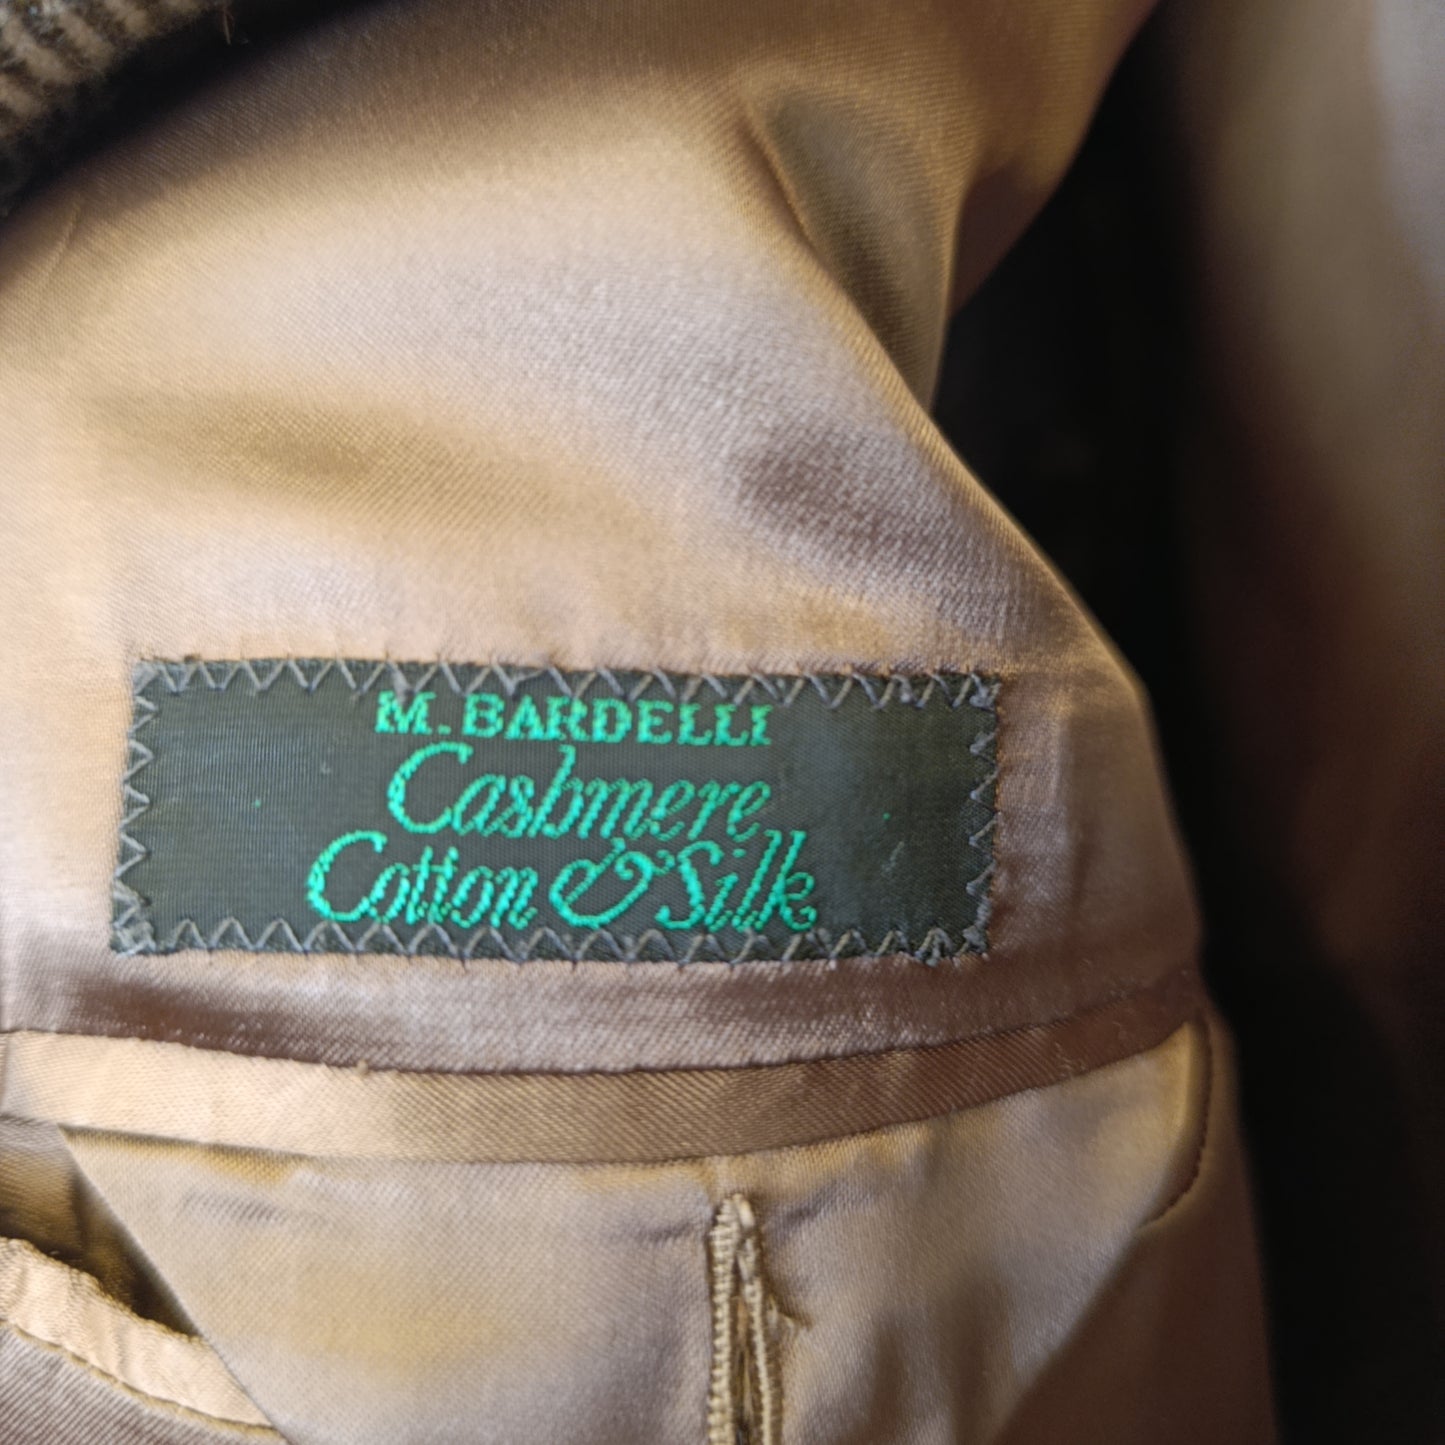 M. BARDELLI
Cashmere
Cotton & Silk